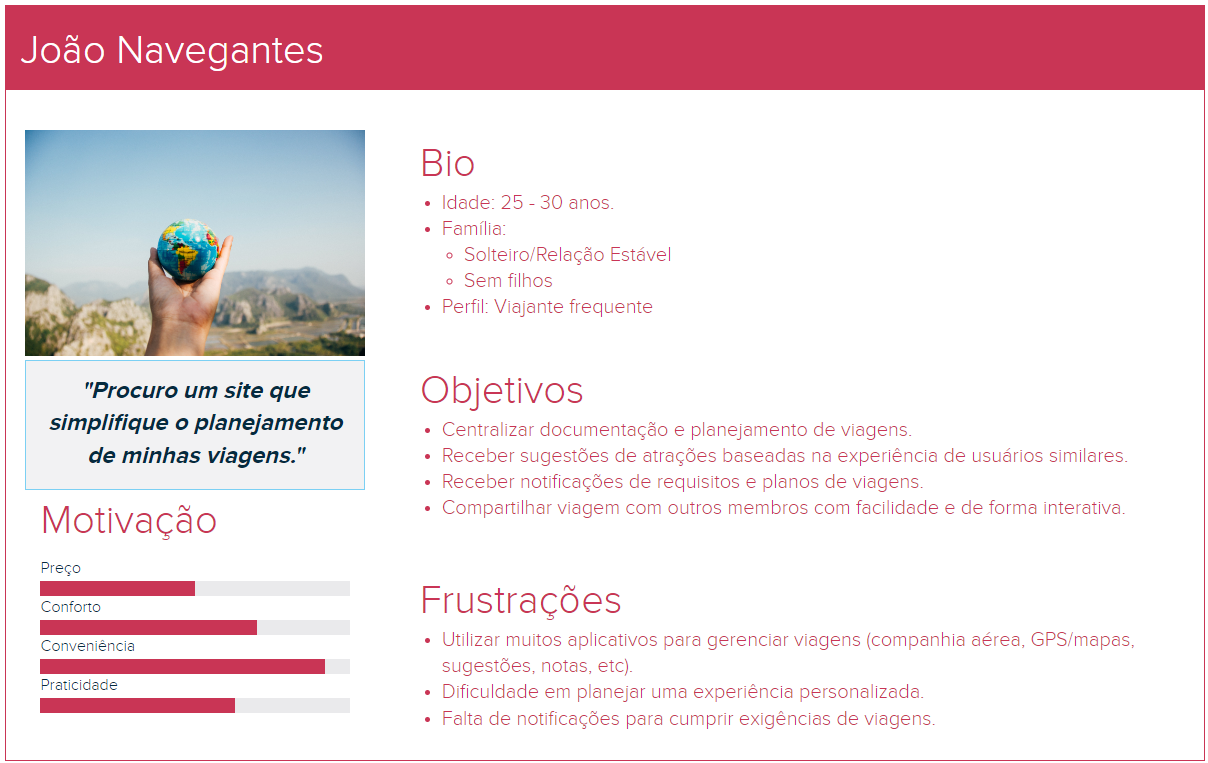 João Navegantes
"Procuro um site que
simplifique o planejamento
de minhas viagens."
Motivação
Preço
Conforto
Conveniência
Praticidade
Bio
• Idade: 25 - 30 anos.
• Família:
◦ Solteiro/Relação Estável
◦ Sem filhos
• Perfil: Viajante frequente
Objetivos
• Centralizar documentação e planejamento de viagens.
• Receber sugestões de atrações baseadas na experiência de usuários similares.
• Receber notificações de requisitos e planos de viagens.
• Compartilhar viagem com outros membros com facilidade e de forma interativa.
Frustrações
• Utilizar muitos aplicativos para gerenciar viagens (companhia aérea, GPS/mapas,
sugestões, notas, etc).
• Dificuldade em planejar uma experiência personalizada.
• Falta de notificações para cumprir exigências de viagens.